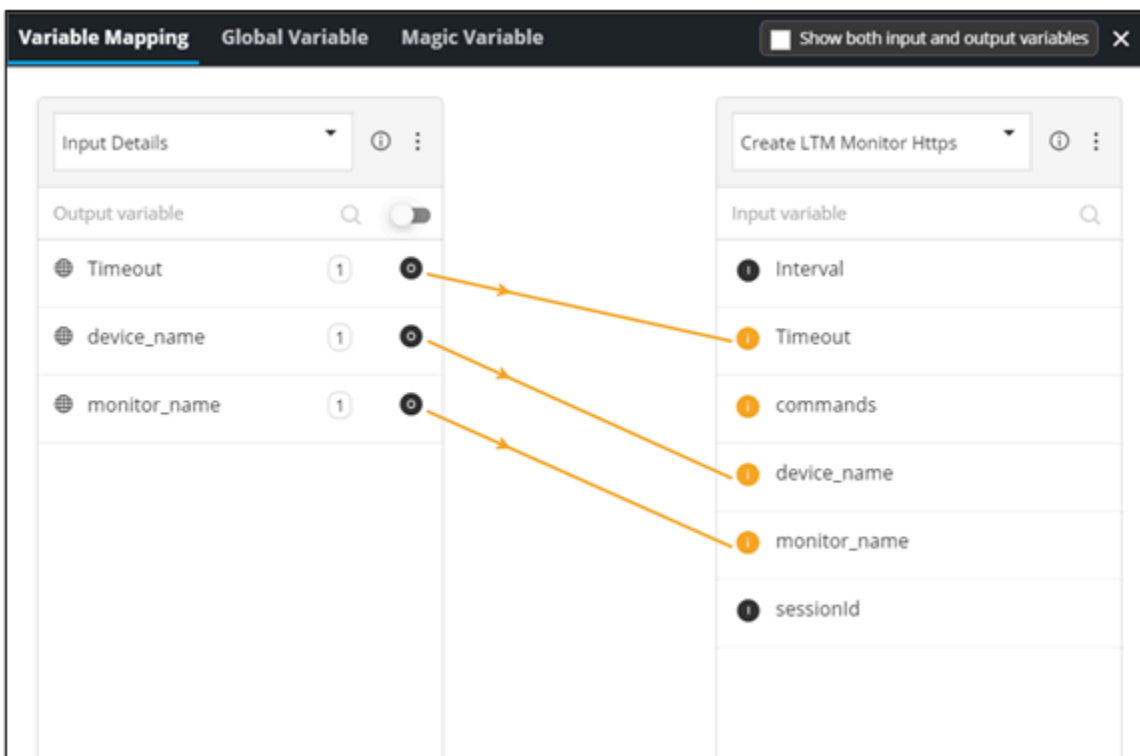 Variable Mapping Global Variable Magic Variable Show both input and output variables
Input Details
Output variable
Timeout 1
device_name 1
monitor_name 1
Create LTM Monitor Https
Input variable
Interval
Timeout
commands
device_name
monitor_name
sessionId